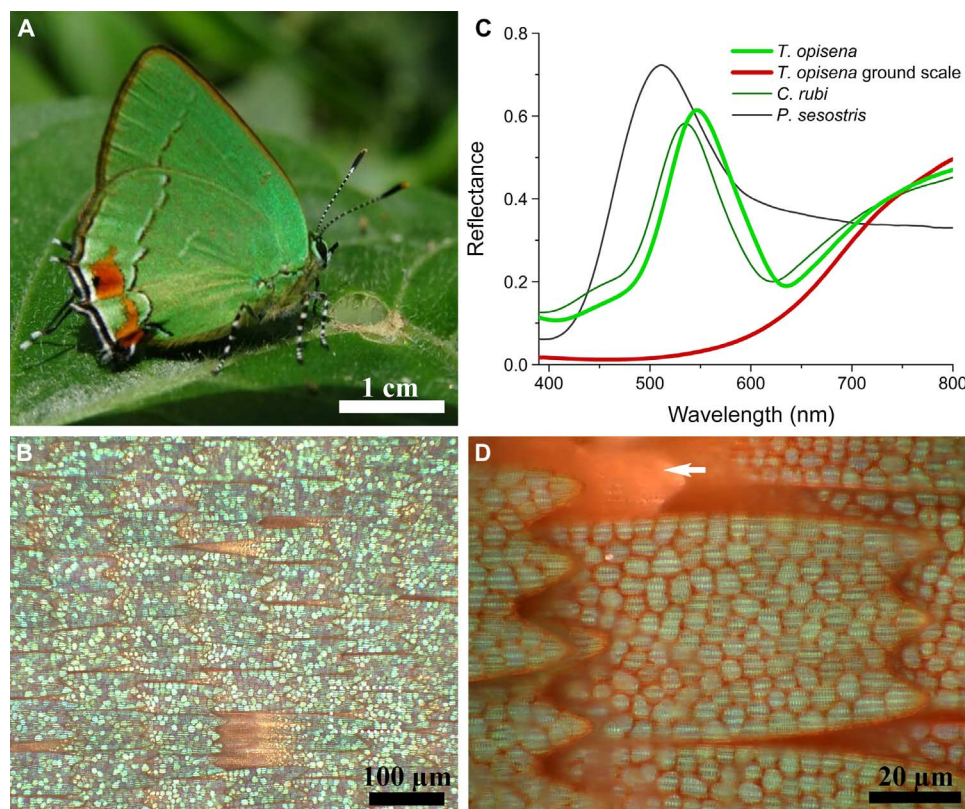 A
1 cm
B
100 µm
C
0.8
0.6
0.4
0.2
0.0
Reflectance
400
500
600
700
800
Wavelength (nm)
T. opisena
T. opisena ground scale
C. rubi
P. sesostris
D
20 µm